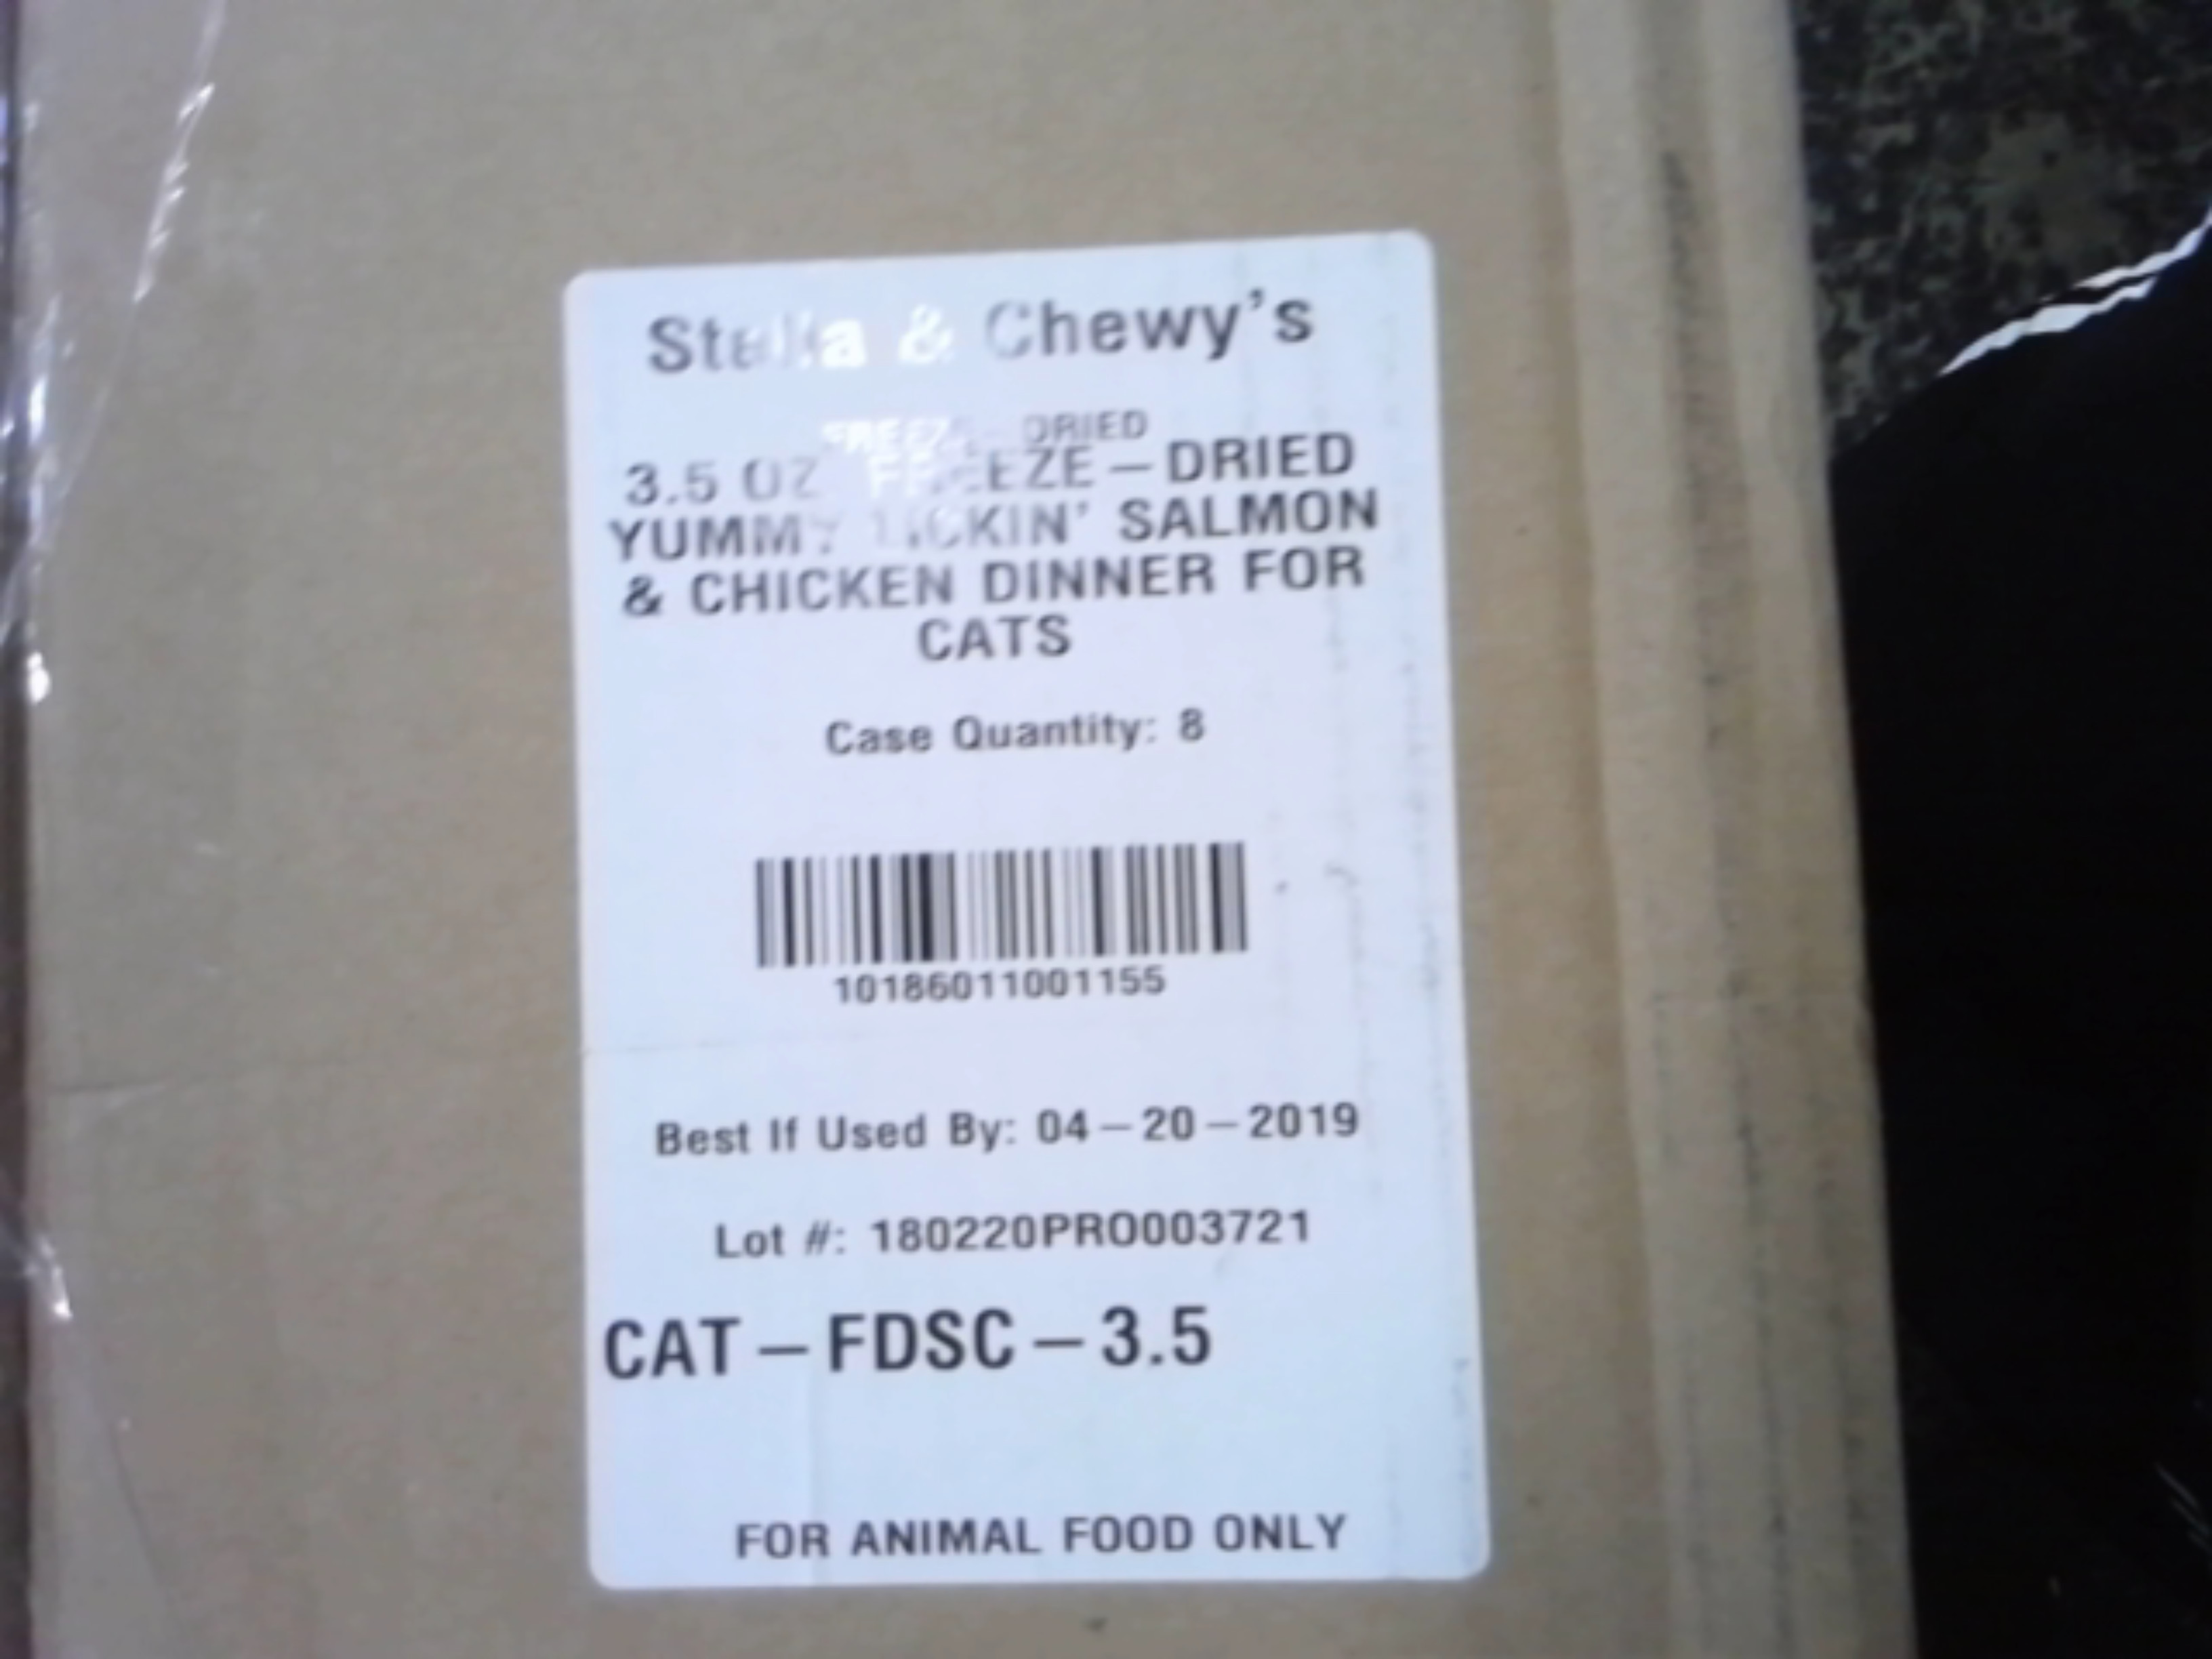 Stella & Chewy's
FREEZE-DRIED
3.5 OZ FREEZE-DRIED
YUMMY LICKIN' SALMON
& CHICKEN DINNER FOR
CATS
Case Quantity: 8
10186011001155
Best If Used By: 04-20-2019
Lot #: 180220PRO003721
CAT-FDSC-3.5
FOR ANIMAL FOOD ONLY